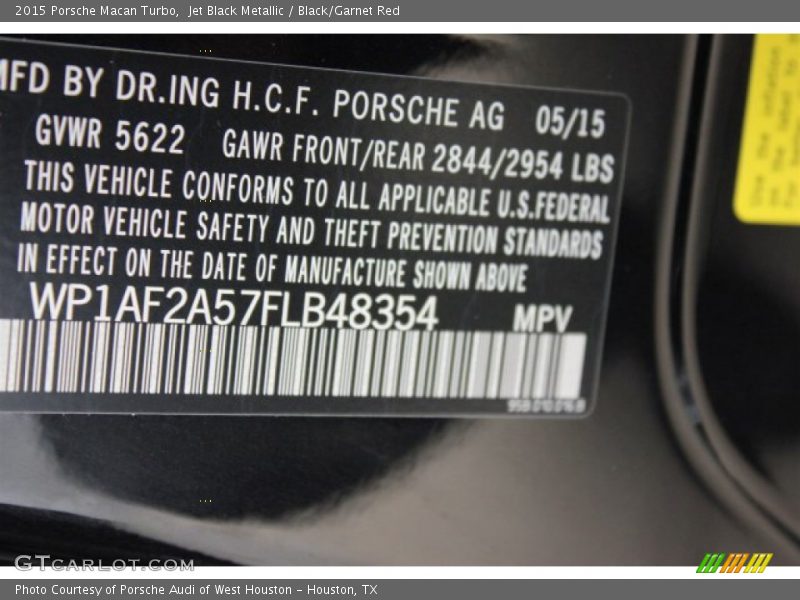 2015 Porsche Macan Turbo, Jet Black Metallic / Black/Garnet Red
MFD BY DR.ING H.C.F. PORSCHE AG 05/15
GVWR 5622 GAWR FRONT/REAR 2844/2954 LBS
THIS VEHICLE CONFORMS TO ALL APPLICABLE U.S.FEDERAL
MOTOR VEHICLE SAFETY AND THEFT PREVENTION STANDARDS
IN EFFECT ON THE DATE OF MANUFACTURE SHOWN ABOVE
WP1AF2A57FLB48354 MPV
GTCARLOT.COM
Photo Courtesy of Porsche Audi of West Houston - Houston, TX